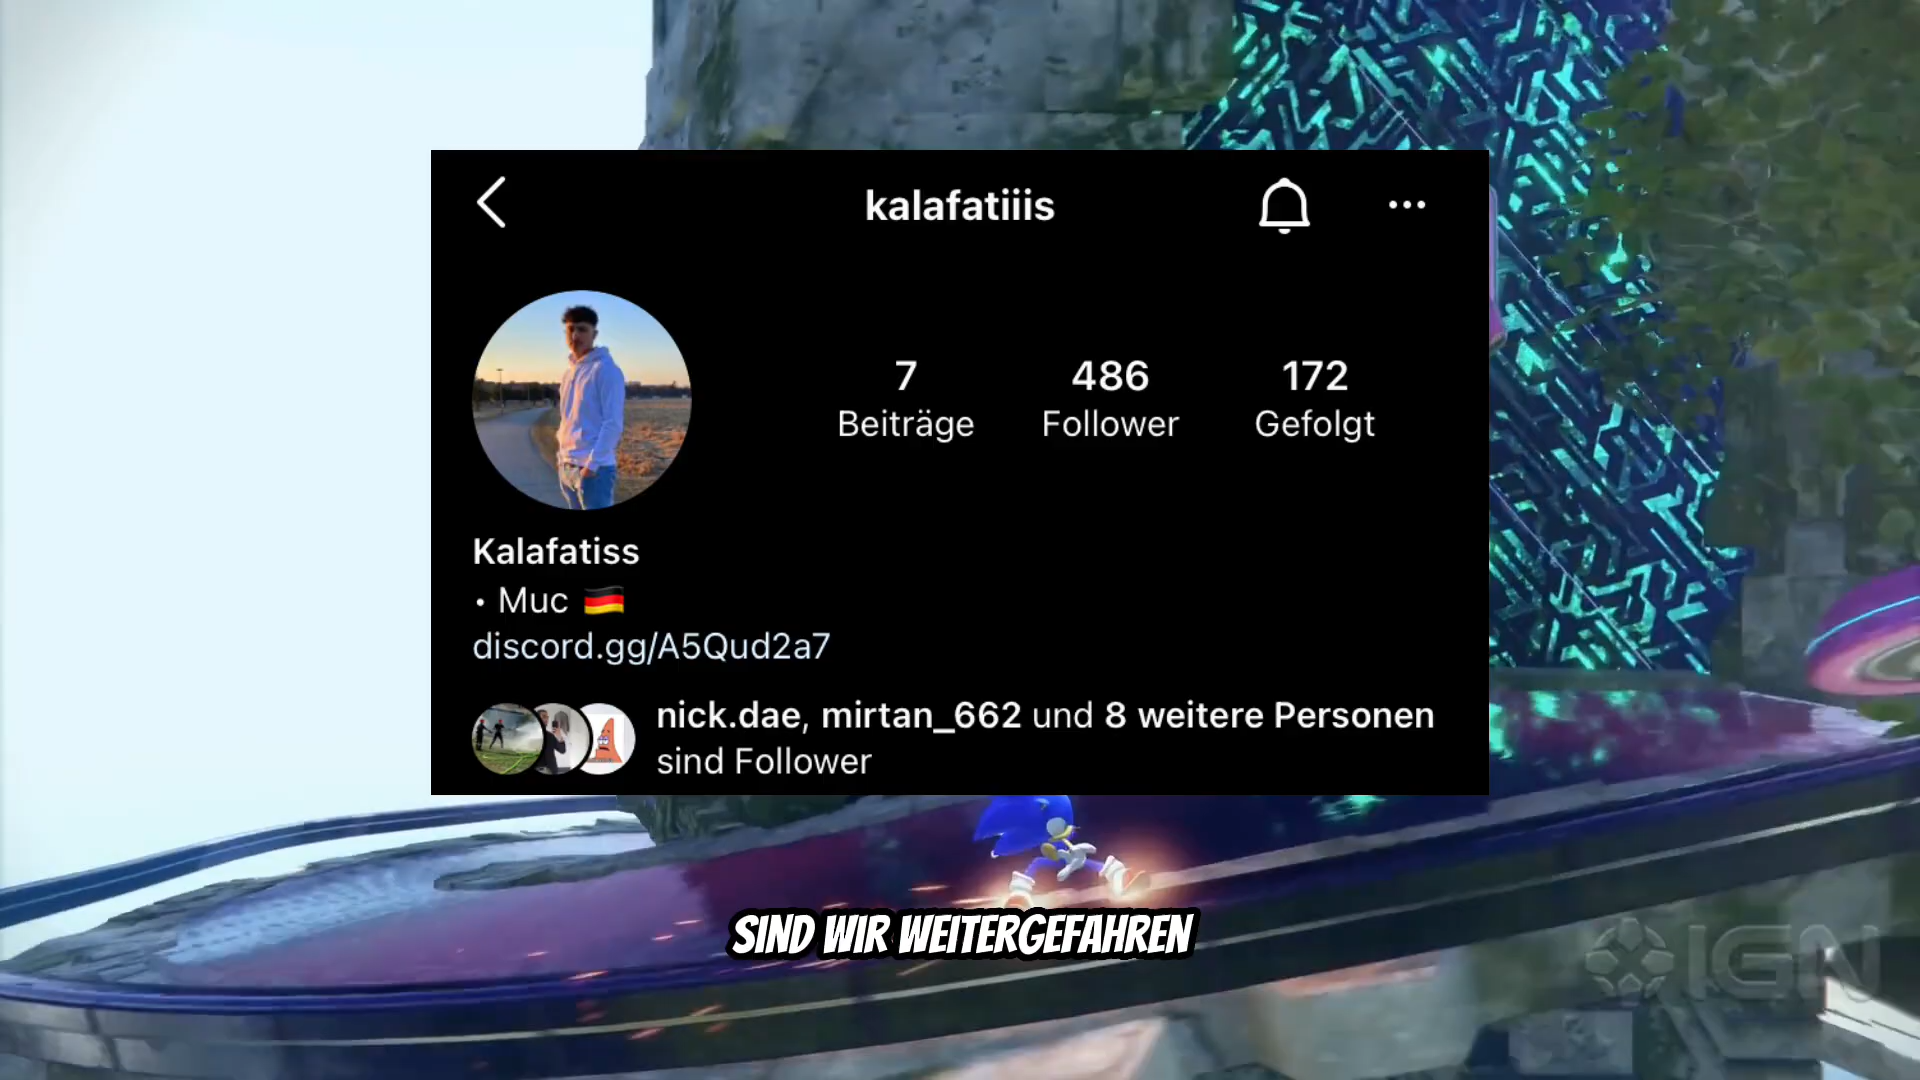 kalafatiiis
7 486 172
Beiträge Follower Gefolgt
Kalafatiss
• Muc 🇩🇪
discord.gg/A5Qud2a7
nick.dae, mirtan_662 und 8 weitere Personen
sind Follower
SIND WIR WEITERGEFAHREN
IGN